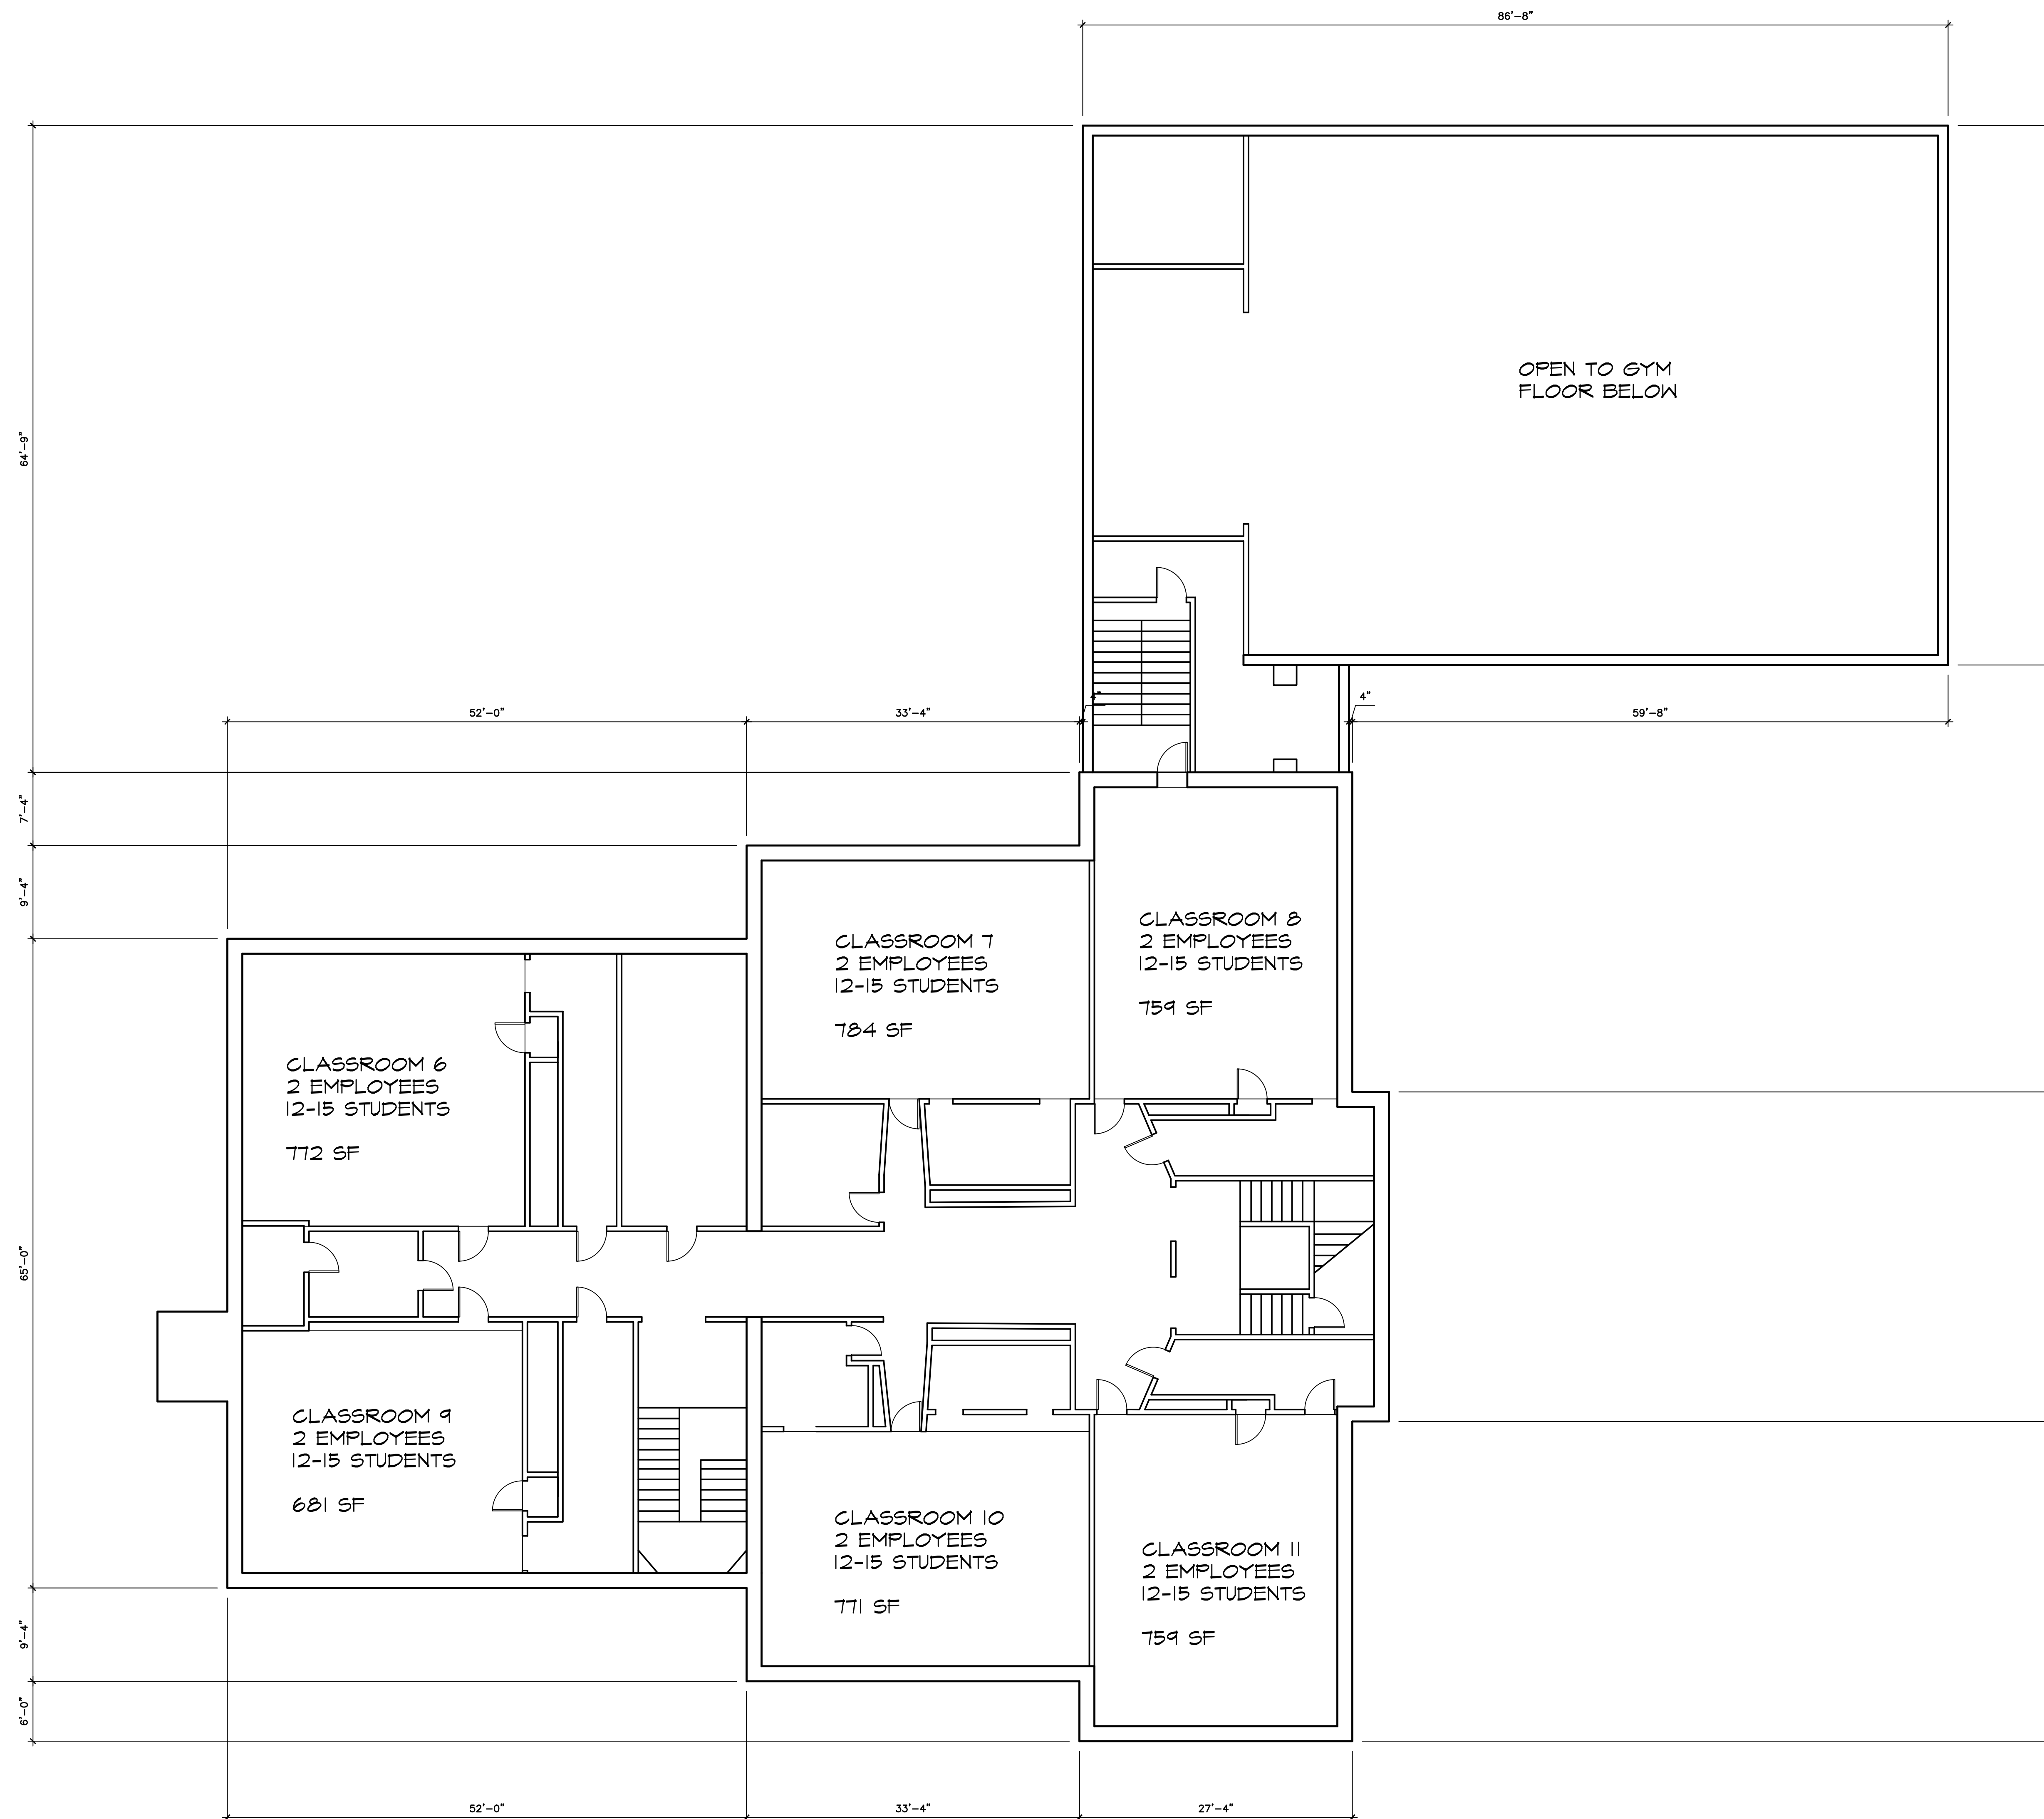 86'-8"
64'-9"
OPEN TO GYM
FLOOR BELOW
52'-0"
33'-4"
4"
4"
59'-8"
7'-4"
9'-4"
65'-0"
9'-4"
6'-0"
CLASSROOM 6
2 EMPLOYEES
12-15 STUDENTS
772 SF
CLASSROOM 7
2 EMPLOYEES
12-15 STUDENTS
784 SF
CLASSROOM 8
2 EMPLOYEES
12-15 STUDENTS
759 SF
CLASSROOM 9
2 EMPLOYEES
12-15 STUDENTS
681 SF
CLASSROOM 10
2 EMPLOYEES
12-15 STUDENTS
771 SF
CLASSROOM 11
2 EMPLOYEES
12-15 STUDENTS
759 SF
52'-0"
33'-4"
27'-4"